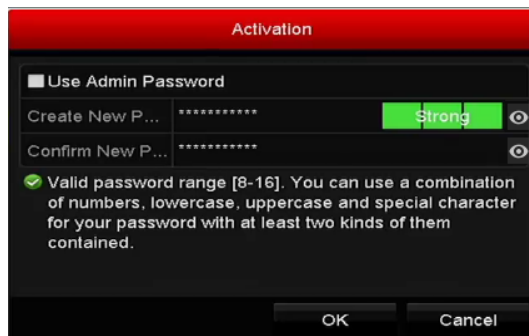 Activation
Use Admin Password
Create New P... *********** Strong
Confirm New P... ***********
Valid password range [8-16]. You can use a combination
of numbers, lowercase, uppercase and special character
for your password with at least two kinds of them
contained.
OK Cancel